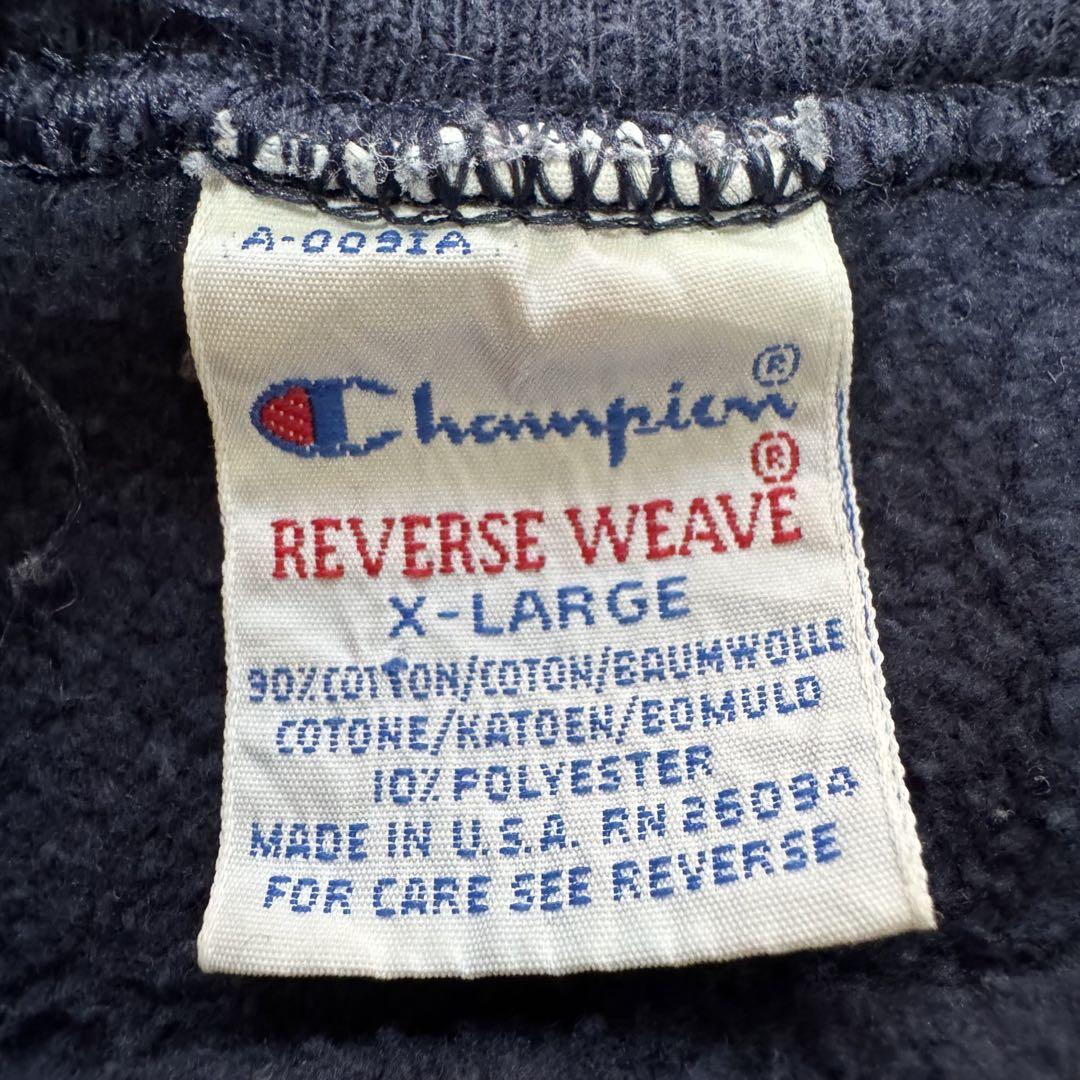 A-0091A
Champion®
REVERSE WEAVE®
X-LARGE
90% COTTON/COTON/BAUMWOLLE
COTONE/KATOEN/BOMULD
10% POLYESTER
MADE IN U.S.A. RN 26094
FOR CARE SEE REVERSE